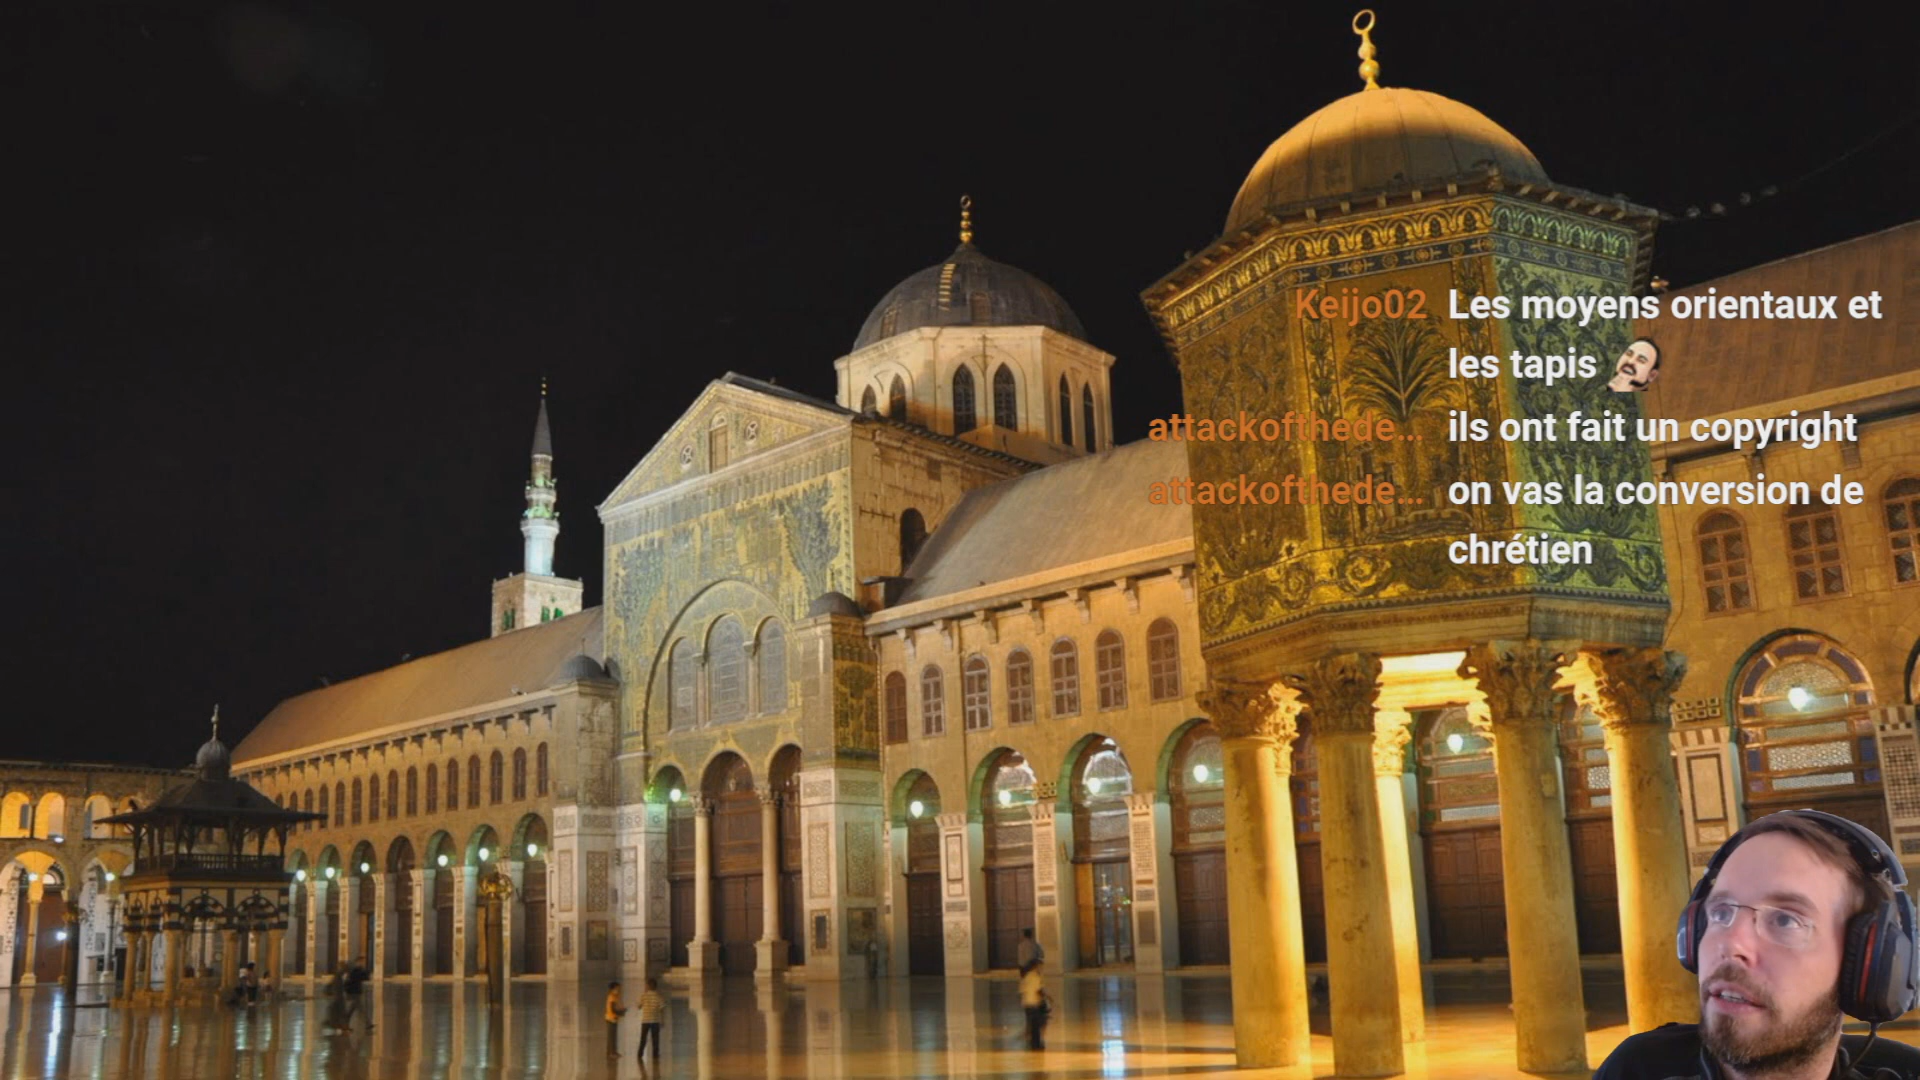 Keijo02 Les moyens orientaux et
les tapis
attackofthede... ils ont fait un copyright
attackofthede... on vas la conversion de
chrétien